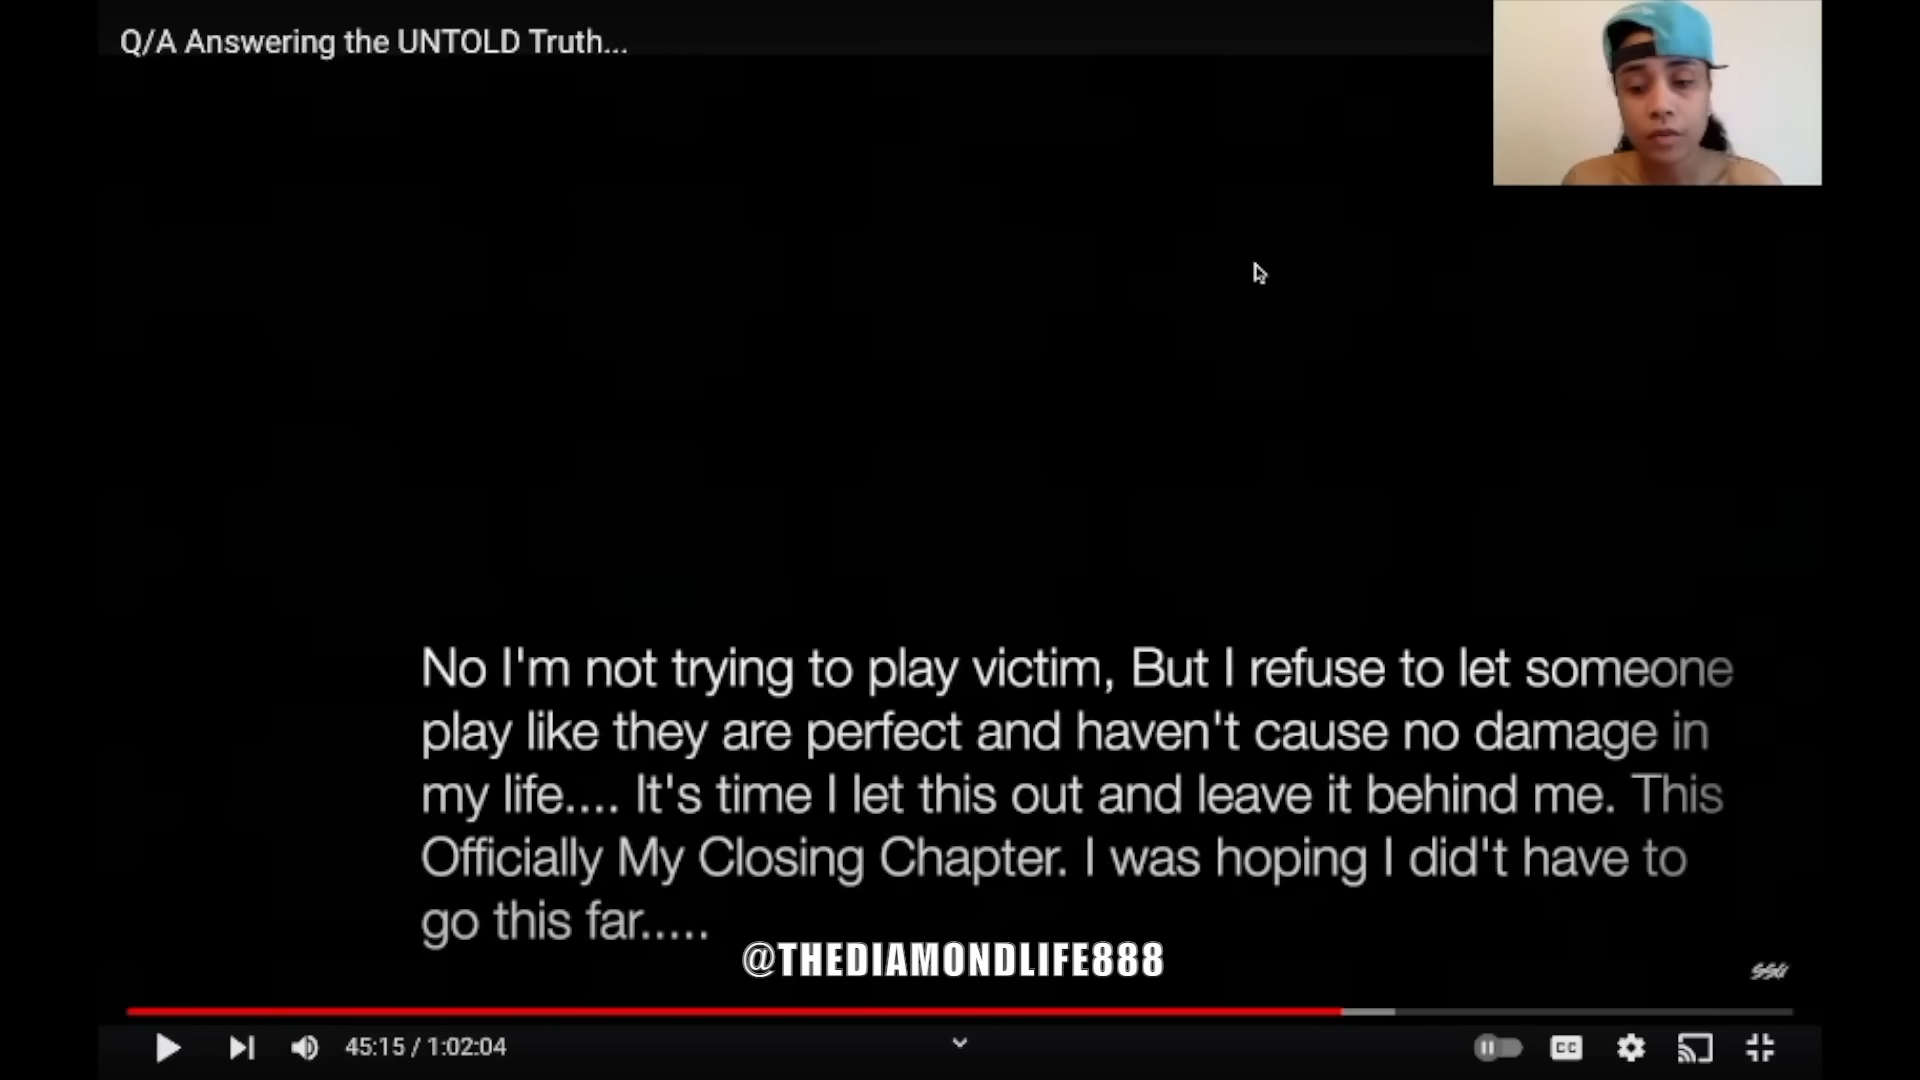 Q/A Answering the UNTOLD Truth...
No I'm not trying to play victim, But I refuse to let someone
play like they are perfect and haven't cause no damage in
my life.... It's time I let this out and leave it behind me. This
Officially My Closing Chapter. I was hoping I did't have to
go this far.....
@THEDIAMONDLIFE888
SSG
45:15 / 1:02:04
CC